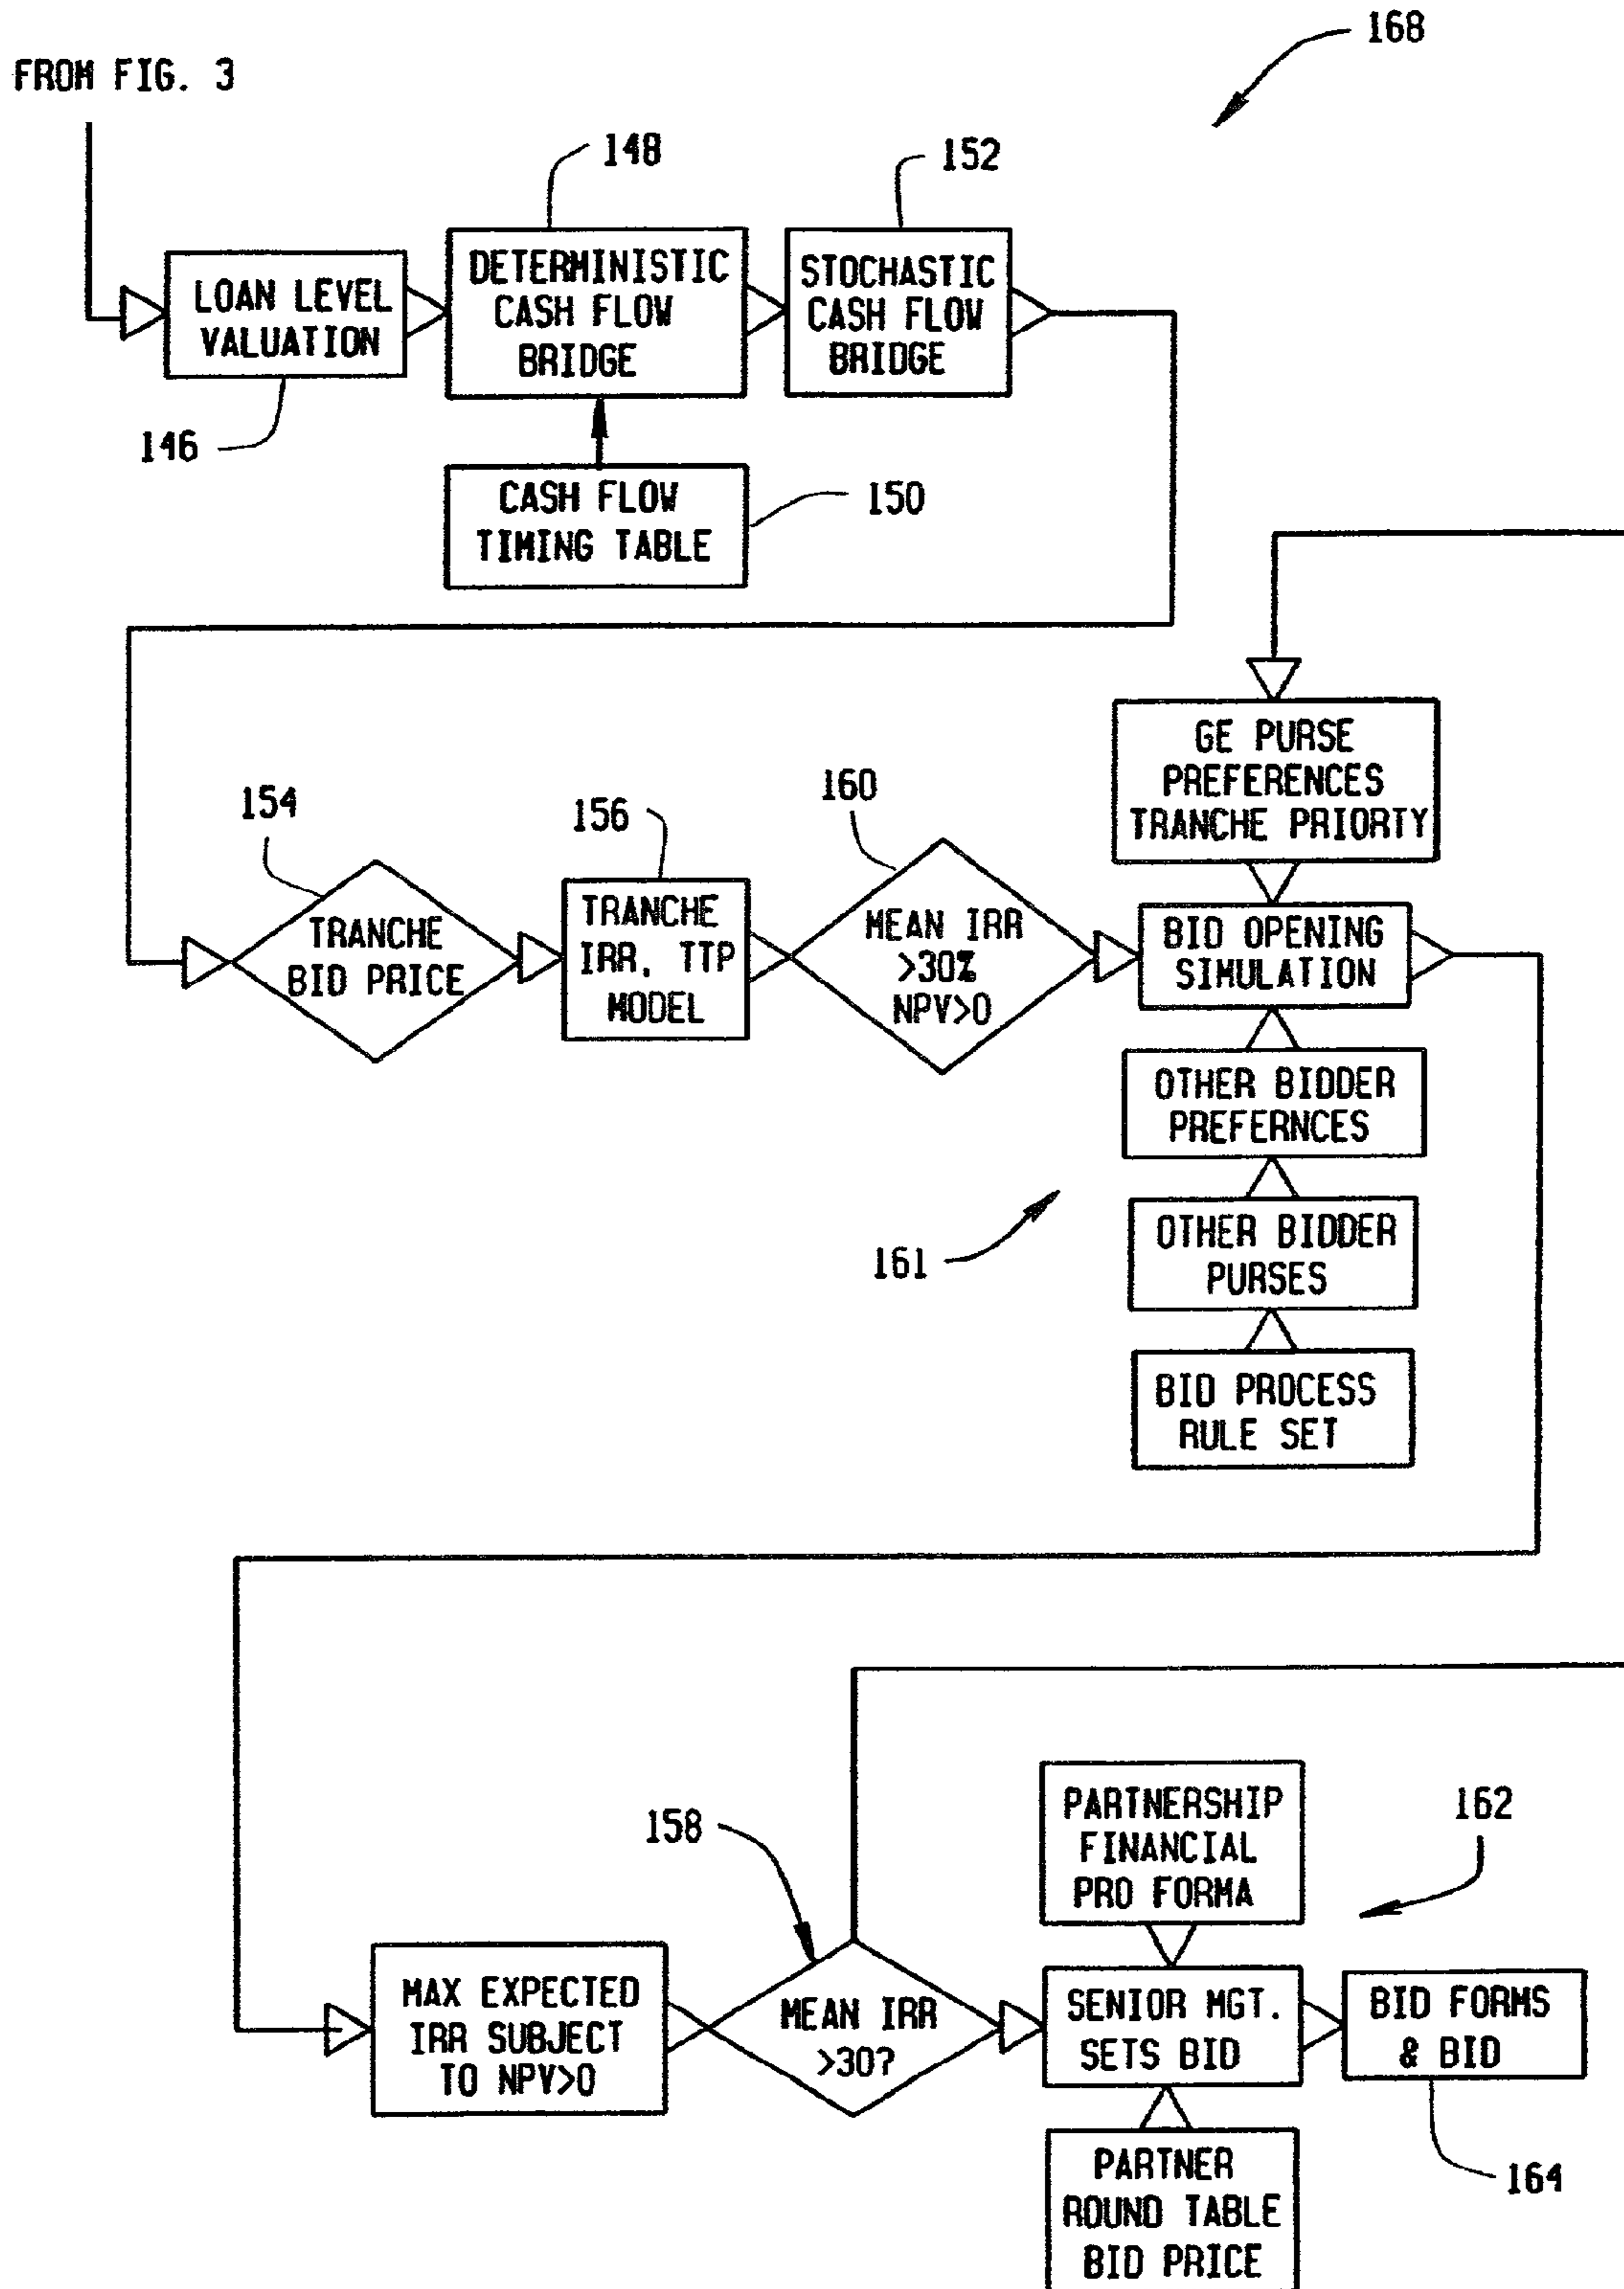 168
FROM FIG. 3
148
152
LOAN LEVEL
VALUATION
DETERMINISTIC
CASH FLOW
BRIDGE
STOCHASTIC
CASH FLOW
BRIDGE
146
CASH FLOW
TIMING TABLE
150
GE PURSE
PREFERENCES
TRANCHE PRIORTY
154
156
160
TRANCHE
BID PRICE
TRANCHE
IRR, TTP
MODEL
MEAN IRR
>30%
NPV>0
BID OPENING
SIMULATION
OTHER BIDDER
PREFERNCES
161
OTHER BIDDER
PURSES
BID PROCESS
RULE SET
158
PARTNERSHIP
FINANCIAL
PRO FORMA
162
MAX EXPECTED
IRR SUBJECT
TO NPV>0
MEAN IRR
>30?
SENIOR MGT.
SETS BID
BID FORMS
& BID
164
PARTNER
ROUND TABLE
BID PRICE